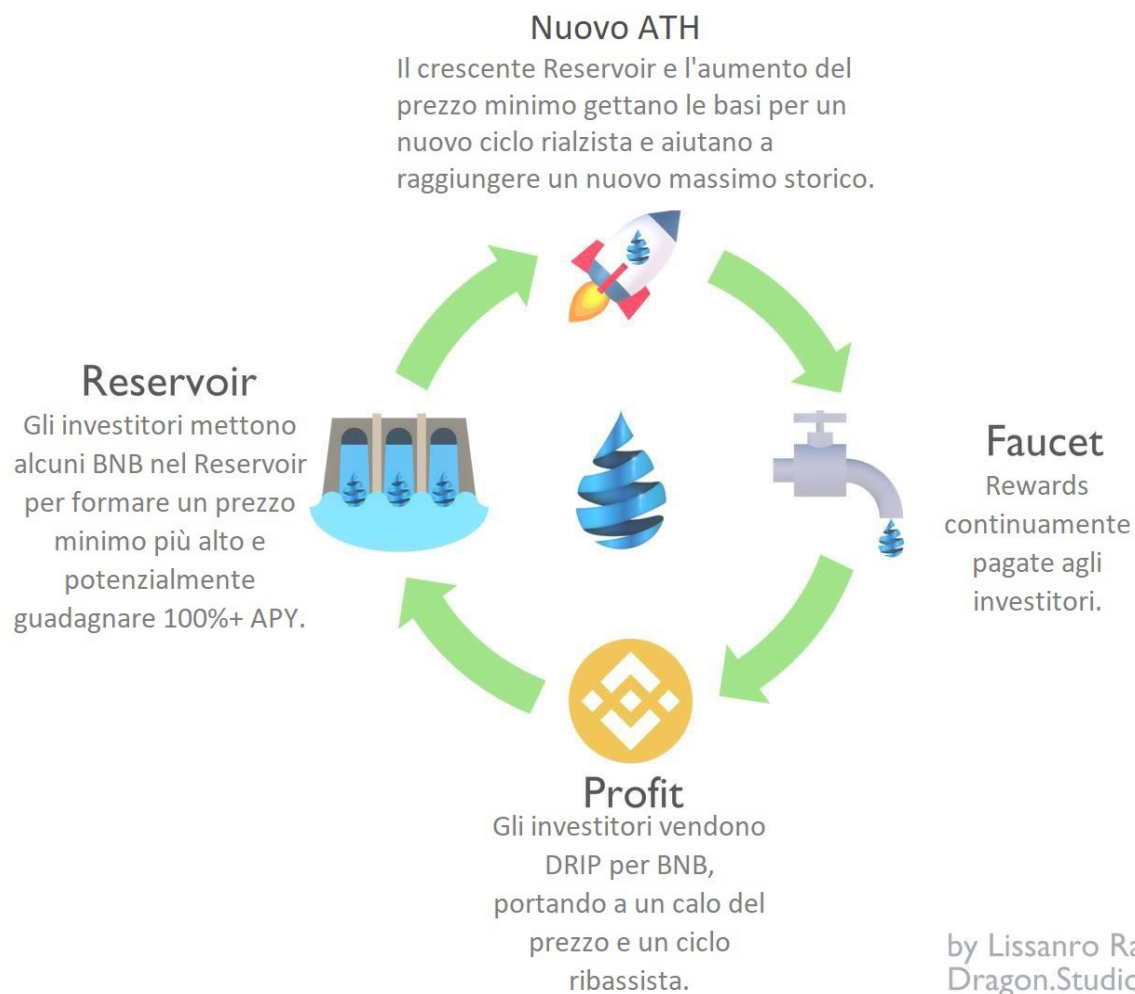 Nuovo ATH
Il crescente Reservoir e l'aumento del
prezzo minimo gettano le basi per un
nuovo ciclo rialzista e aiutano a
raggiungere un nuovo massimo storico.
Reservoir
Gli investitori mettono
alcuni BNB nel Reservoir
per formare un prezzo
minimo più alto e
potenzialmente
guadagnare 100%+ APY.
Faucet
Rewards
continuamente
pagate agli
investitori.
Profit
Gli investitori vendono
DRIP per BNB,
portando a un calo del
prezzo e un ciclo
ribassista.
by Lissanro Ra
Dragon.Studio